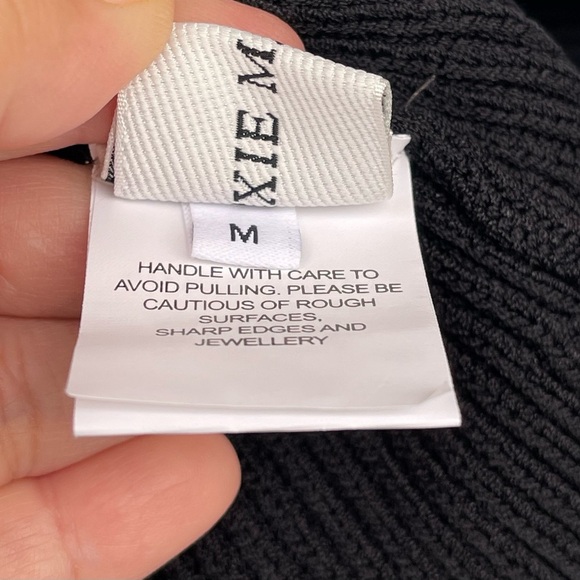 XIE M
M
HANDLE WITH CARE TO
AVOID PULLING. PLEASE BE
CAUTIOUS OF ROUGH
SURFACES,
SHARP EDGES AND
JEWELLERY